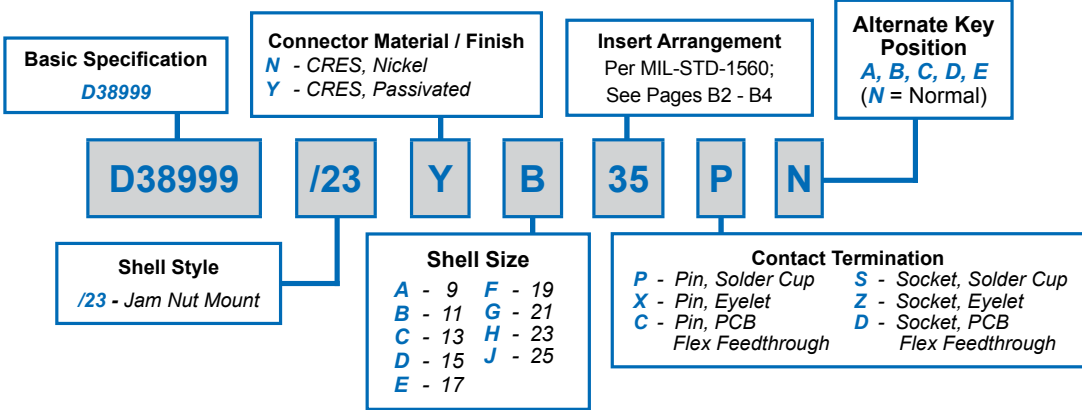 Basic Specification
D38999
Connector Material / Finish
N - CRES, Nickel
Y - CRES, Passivated
Insert Arrangement
Per MIL-STD-1560;
See Pages B2 - B4
Alternate Key
Position
A, B, C, D, E
(N = Normal)
D38999 /23 Y B 35 P N
Shell Style
/23 - Jam Nut Mount
Shell Size
A - 9 F - 19
B - 11 G - 21
C - 13 H - 23
D - 15 J - 25
E - 17
Contact Termination
P - Pin, Solder Cup S - Socket, Solder Cup
X - Pin, Eyelet Z - Socket, Eyelet
C - Pin, PCB D - Socket, PCB
Flex Feedthrough Flex Feedthrough